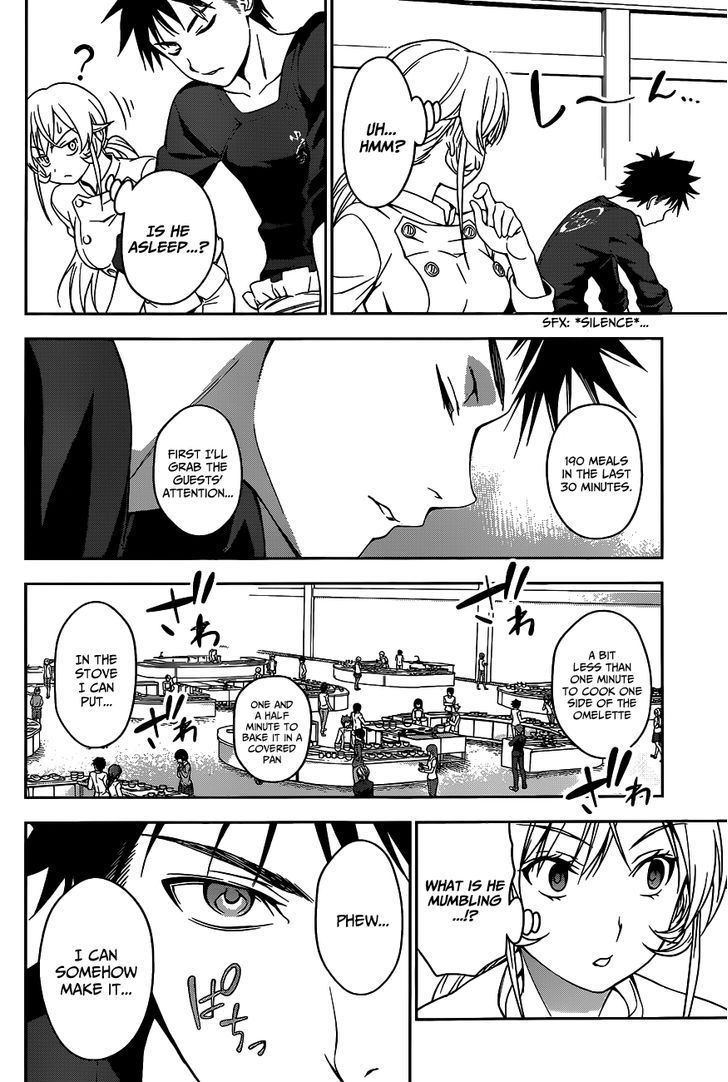 し〜ん…
UH...
HMM?
SFX: *SILENCE*...
?
IS HE
ASLEEP...?
190 MEALS
IN THE LAST
30 MINUTES.
FIRST I'LL
GRAB THE
GUESTS'
ATTENTION...
ざわ
ざわ
ざわ
A BIT
LESS THAN
ONE MINUTE
TO COOK ONE
SIDE OF THE
OMELETTE
ONE AND
A HALF
MINUTE TO
BAKE IT IN A
COVERED
PAN
IN THE
STOVE I
CAN
PUT...
WHAT IS HE
MUMBLING
...!?
PHEW...
ぱちっ
I CAN
SOMEHOW
MAKE IT...